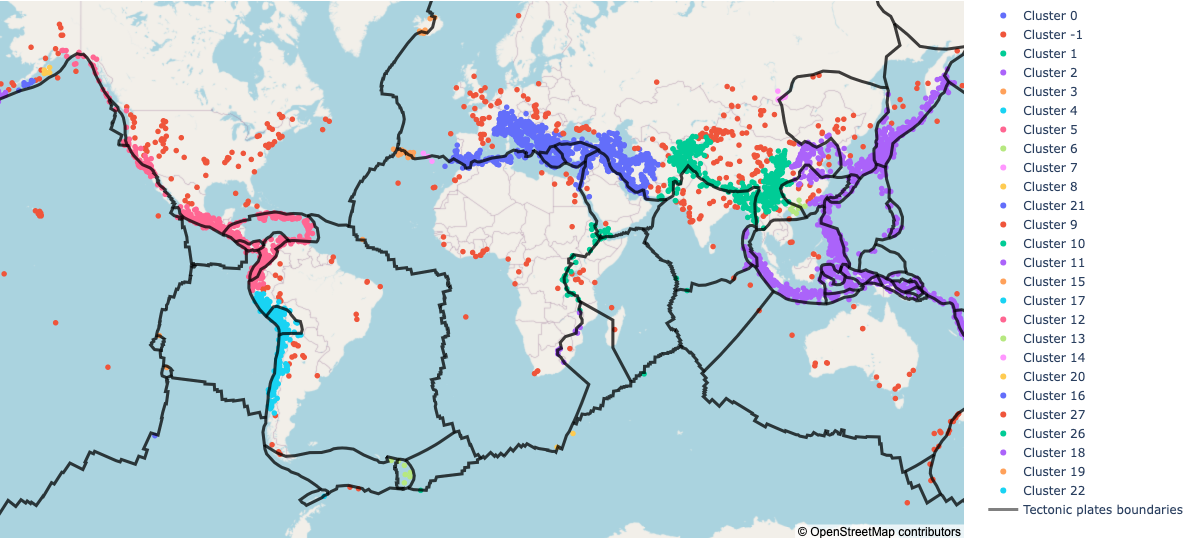 Cluster 0
Cluster -1
Cluster 1
Cluster 2
Cluster 3
Cluster 4
Cluster 5
Cluster 6
Cluster 7
Cluster 8
Cluster 21
Cluster 9
Cluster 10
Cluster 11
Cluster 15
Cluster 17
Cluster 12
Cluster 13
Cluster 14
Cluster 20
Cluster 16
Cluster 27
Cluster 26
Cluster 18
Cluster 19
Cluster 22
Tectonic plates boundaries
© OpenStreetMap contributors